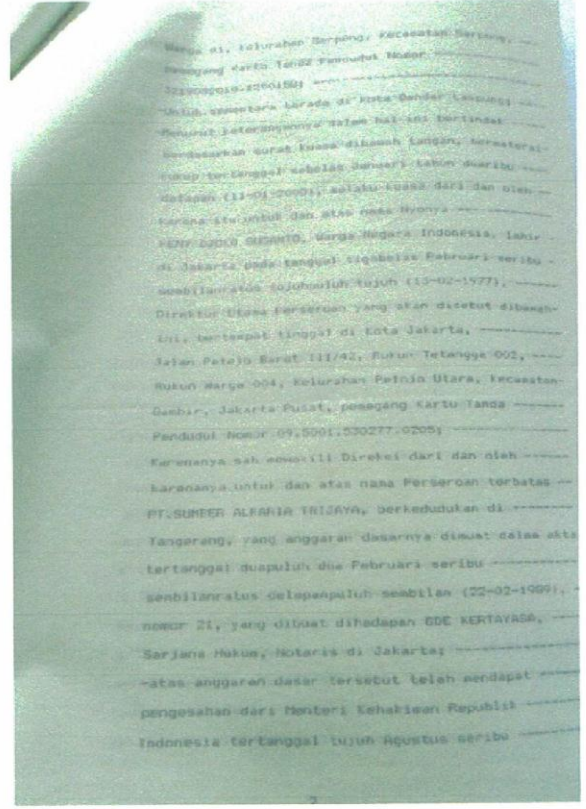 Warga 01, Kelurahan Serpong, Kecamatan Serpong, ---
pemegang Kartu Tanda Penduduk Nomor ---
-Untuk sementara berada di Kota Bandar Lampung; ---
-Menurut keterangannya dalam hal ini bertindak
berdasarkan surat kuasa dibawah tangan, bermaterai-
cukup tertanggal sebelas Januari tahun duaribu ---
delapan (11-01-2008), selaku kuasa dari dan oleh ---
karena itu untuk dan atas nama Nyonya ---
FENY DJOKO SUSANTO, Warga Negara Indonesia, lahir -
di Jakarta pada tanggal tigabelas Pebruari seribu -
sembilanratus tujuhpuluh tujuh (13-02-1977), ---
Direktur Utama Perseroan yang akan disebut dibawah-
ini, bertempat tinggal di Kota Jakarta, ---
Jalan Petojo Barat III/42, Rukun Tetangga 002, ---
Rukun Warga 004, Kelurahan Petojo Utara, Kecamatan-
Gambir, Jakarta Pusat, pemegang Kartu Tanda ---
Penduduk Nomor 09.5001.530277.0205; ---
Karenanya sah mewakili Direksi dari dan oleh ---
karenanya untuk dan atas nama Perseroan terbatas ---
PT.SUMBER ALFARIA TRIJAYA, berkedudukan di ---
Tangerang, yang anggaran dasarnya dimuat dalam akta
tertanggal duapuluh dua Februari seribu ---
sembilanratus delapanpuluh sembilan (22-02-1989), -
nomor 21, yang dibuat dihadapan GDE KERTAYASA, ---
Sarjana Hukum, Notaris di Jakarta; ---
-atas anggaran dasar tersebut telah mendapat ---
pengesahan dari Menteri Kehakiman Republik ---
Indonesia tertanggal tujuh Agustus seribu ---
2